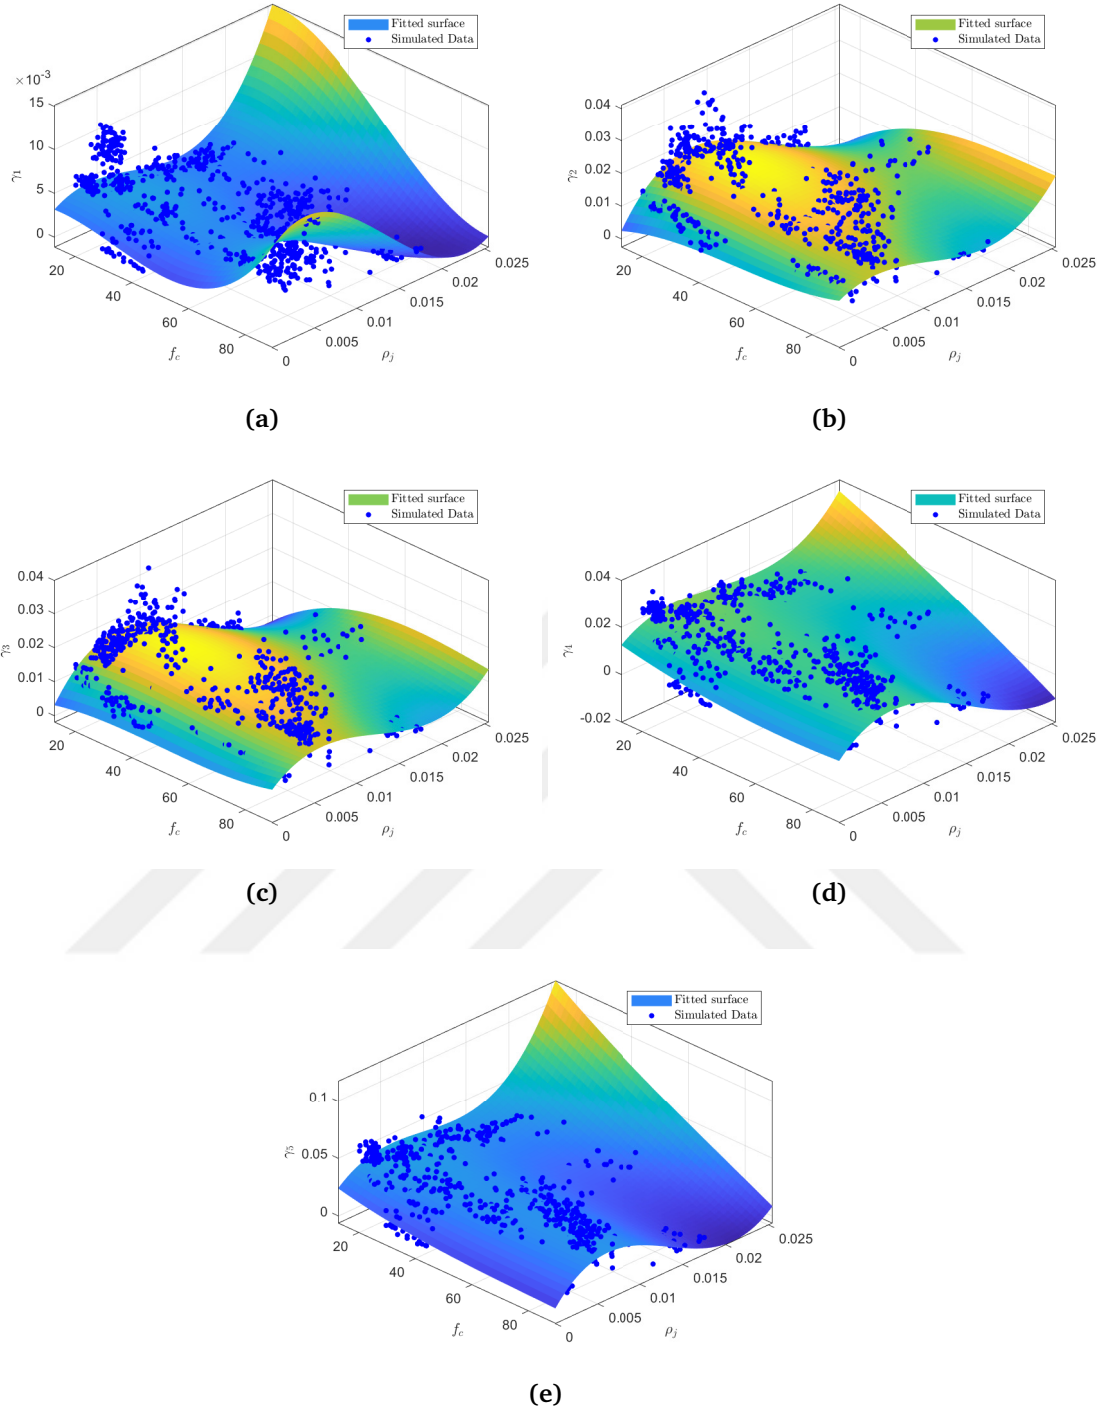 Fitted surface
Simulated Data
×10⁻³
15
10
5
0
γ₁
20
40
60
80
f_c
0
0.005
0.01
0.015
0.02
0.025
ρ_j
(a)
Fitted surface
Simulated Data
0.04
0.03
0.02
0.01
0
γ₂
20
40
60
80
f_c
0
0.005
0.01
0.015
0.02
0.025
ρ_j
(b)
Fitted surface
Simulated Data
0.04
0.03
0.02
0.01
0
γ₃
20
40
60
80
f_c
0
0.005
0.01
0.015
0.02
0.025
ρ_j
(c)
Fitted surface
Simulated Data
0.04
0.02
0
-0.02
γ₄
20
40
60
80
f_c
0
0.005
0.01
0.015
0.02
0.025
ρ_j
(d)
Fitted surface
Simulated Data
0.1
0.05
0
γ₅
20
40
60
80
f_c
0
0.005
0.01
0.015
0.02
0.025
ρ_j
(e)